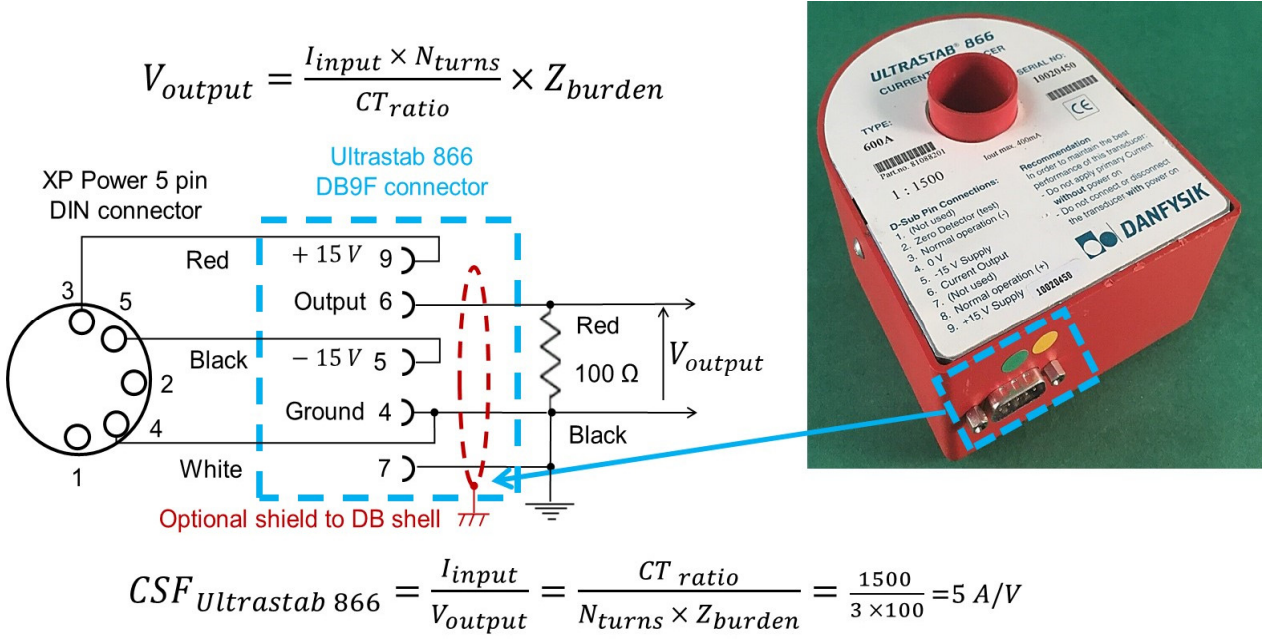 V_output = (I_input × N_turns) / CT_ratio × Z_burden
Ultrastab 866
DB9F connector
XP Power 5 pin
DIN connector
Red
+ 15 V 9
3
5
Output 6
Red
Black
− 15 V 5
2
100 Ω
V_output
Ground 4
4
Black
1
White
7
Optional shield to DB shell
CSF_Ultrastab 866 = I_input / V_output = CT_ratio / (N_turns × Z_burden) = 1500 / (3 ×100) =5 A/V
ULTRASTAB® 866
SERIAL NO:
10020450
TYPE:
600A
CE
Part.no. 81088201
Iout max. 400mA
1 : 1500
Recommendation
In order to maintain the best
performance of this transducer:
- Do not apply primary Current
without power on
- Do not connect or disconnect
the transducer with power on
D-Sub Pin Connections:
1. (Not used)
2. Zero Detector (test)
3. Normal operation (-)
4. 0 V
5. -15 V Supply
6. Current Output
7. (Not used)
8. Normal operation (+)
9. +15 V Supply
10020450
DANFYSIK